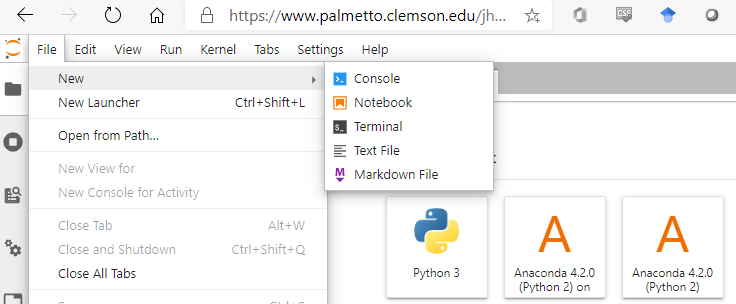 https://www.palmetto.clemson.edu/jh...
File Edit View Run Kernel Tabs Settings Help
New
New Launcher Ctrl+Shift+L
Open from Path...
New View for
New Console for Activity
Close Tab Alt+W
Close and Shutdown Ctrl+Shift+Q
Close All Tabs
Console
Notebook
Terminal
Text File
Markdown File
Python 3
Anaconda 4.2.0
(Python 2) on
Anaconda 4.2.0
(Python 2)